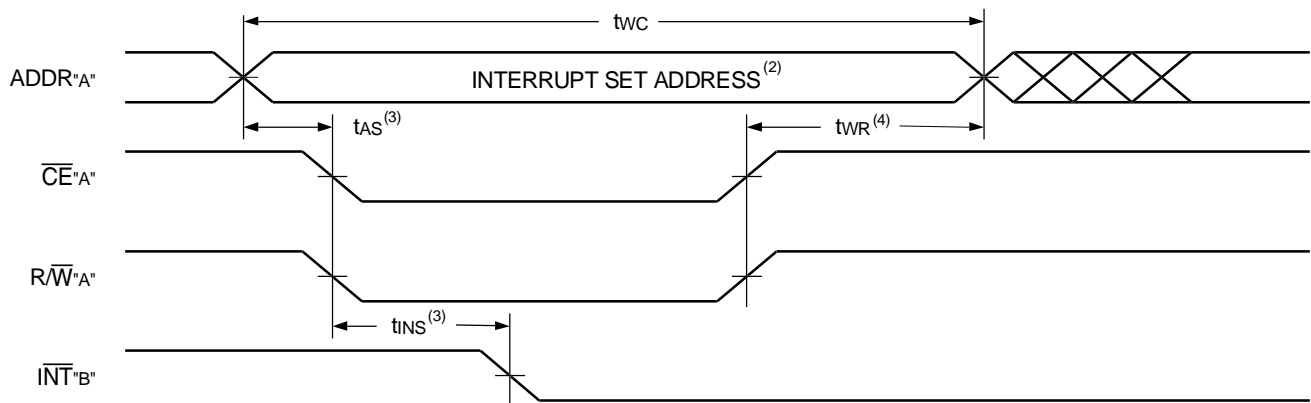 tWC
ADDR"A"
INTERRUPT SET ADDRESS(2)
tAS(3)
tWR(4)
CE"A"
R/W"A"
tINS(3)
INT"B"